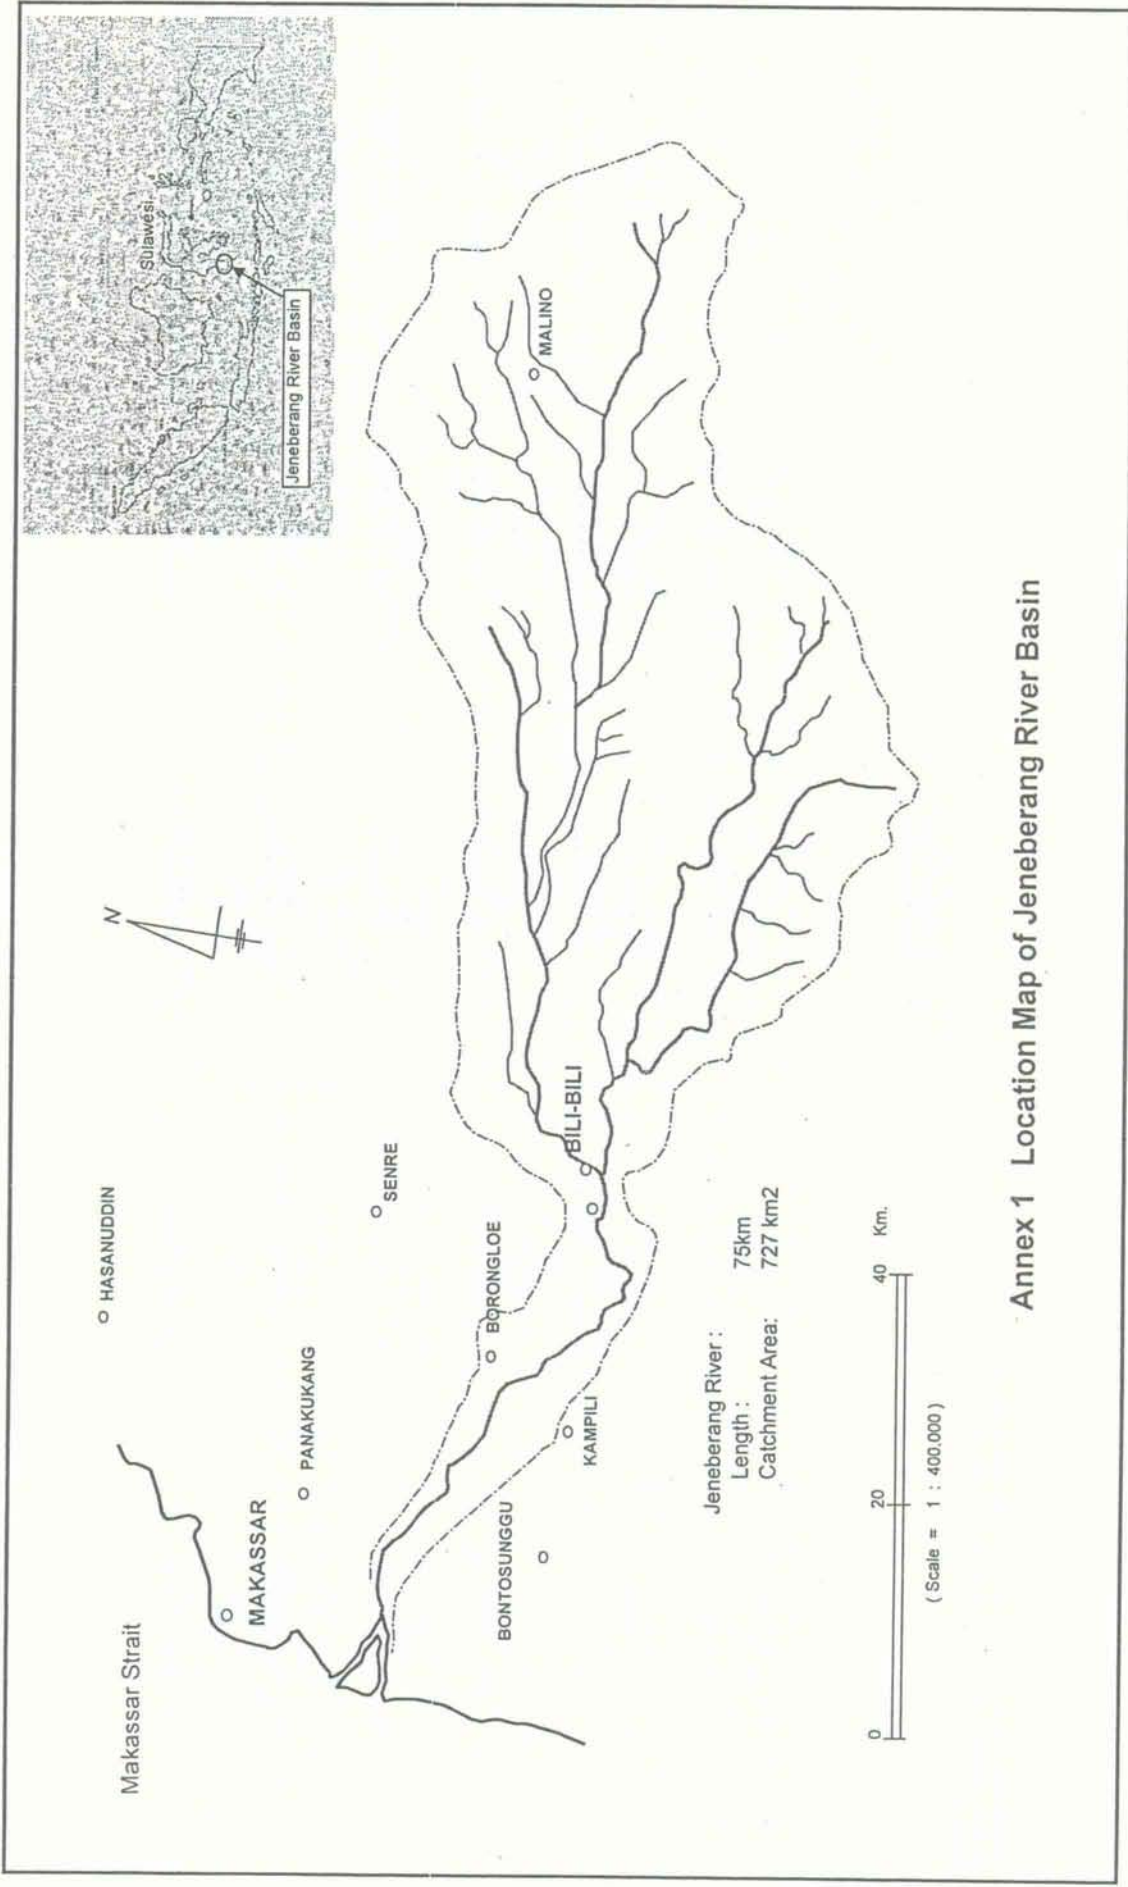 Makassar Strait
HASANUDDIN
N
Sulawesi
Jeneberang River Basin
MAKASSAR
PANAKUKANG
SENRE
BORONGLOE
MALINO
BONTOSUNGGU
KAMPILI
BILI-BILI
Jeneberang River :
Length : 75km
Catchment Area: 727 km2
0 20 40 Km.
( Scale = 1 : 400.000 )
Annex 1 Location Map of Jeneberang River Basin